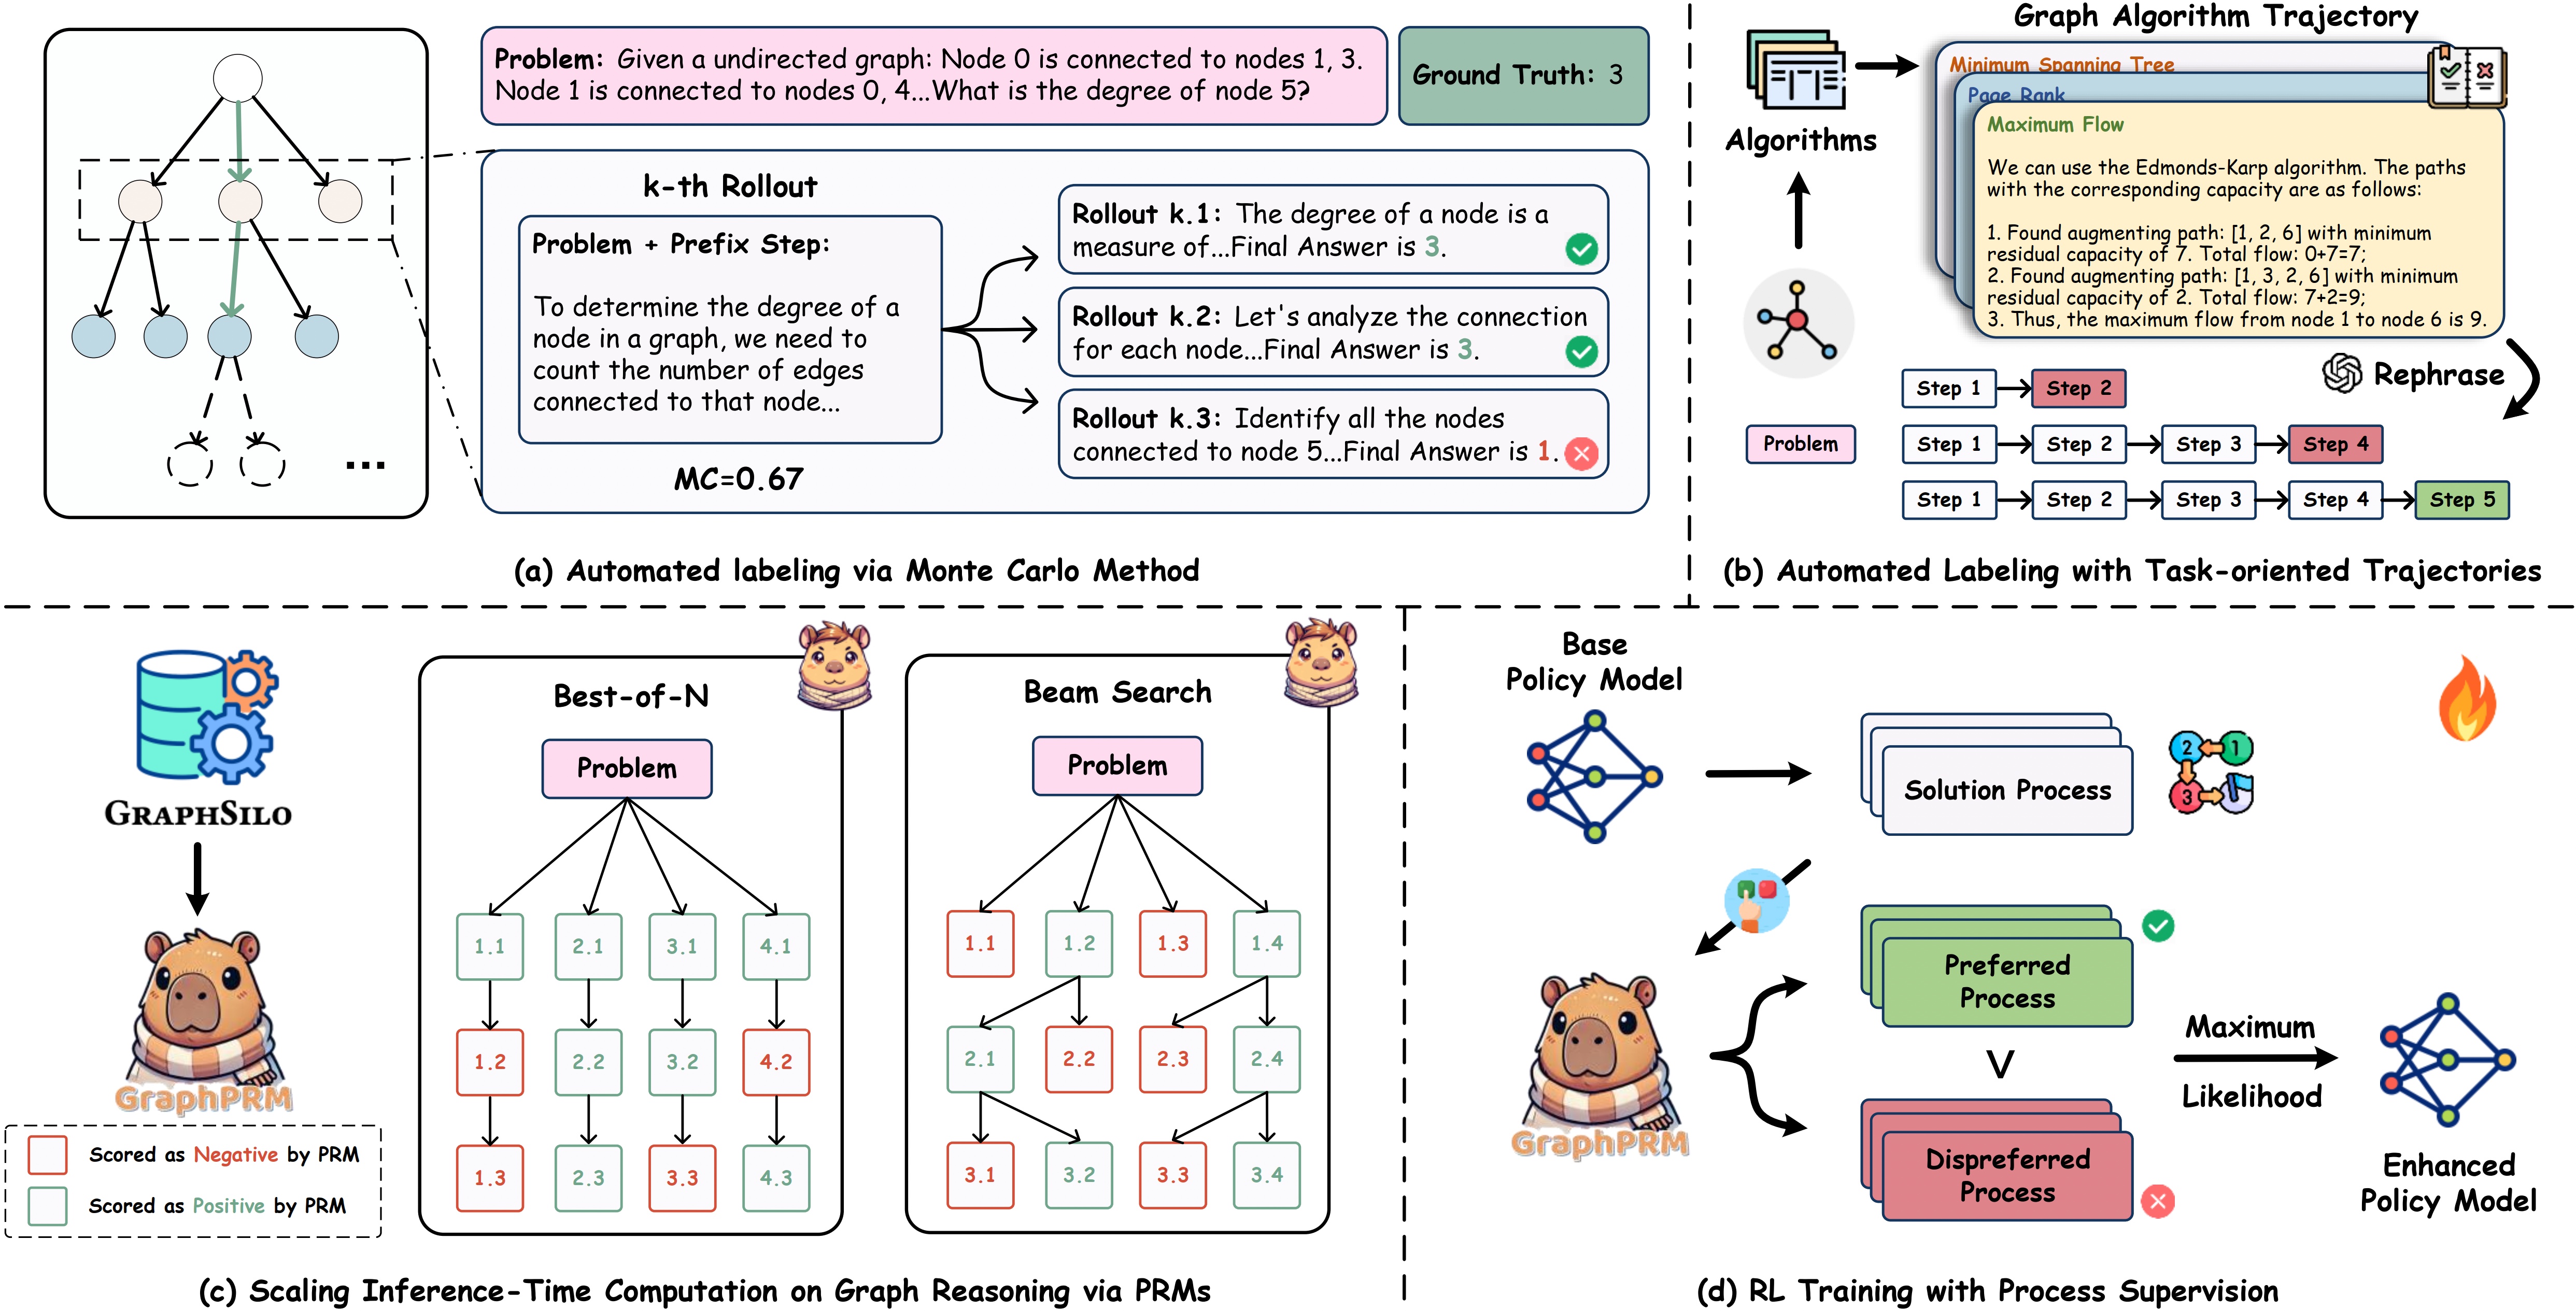 Problem: Given a undirected graph: Node 0 is connected to nodes 1, 3.
Node 1 is connected to nodes 0, 4...What is the degree of node 5?
Ground Truth: 3
k-th Rollout
Problem + Prefix Step:
To determine the degree of a
node in a graph, we need to
count the number of edges
connected to that node...
MC=0.67
Rollout k.1: The degree of a node is a
measure of...Final Answer is 3.
Rollout k.2: Let's analyze the connection
for each node...Final Answer is 3.
Rollout k.3: Identify all the nodes
connected to node 5...Final Answer is 1.
...
(a) Automated labeling via Monte Carlo Method
Graph Algorithm Trajectory
Algorithms
Minimum Spanning Tree
Page Rank
Maximum Flow
We can use the Edmonds-Karp algorithm. The paths
with the corresponding capacity are as follows:
1. Found augmenting path: [1, 2, 6] with minimum
residual capacity of 7. Total flow: 0+7=7;
2. Found augmenting path: [1, 3, 2, 6] with minimum
residual capacity of 2. Total flow: 7+2=9;
3. Thus, the maximum flow from node 1 to node 6 is 9.
Rephrase
Problem
Step 1 Step 2
Step 1 Step 2 Step 3 Step 4
Step 1 Step 2 Step 3 Step 4 Step 5
(b) Automated Labeling with Task-oriented Trajectories
GRAPHSILO
GraphPRM
Scored as Negative by PRM
Scored as Positive by PRM
Best-of-N
Problem
1.1 2.1 3.1 4.1
1.2 2.2 3.2 4.2
1.3 2.3 3.3 4.3
Beam Search
Problem
1.1 1.2 1.3 1.4
2.1 2.2 2.3 2.4
3.1 3.2 3.3 3.4
(c) Scaling Inference-Time Computation on Graph Reasoning via PRMs
Base
Policy Model
Solution Process
2 1
3
GraphPRM
Preferred
Process
V
Dispreferred
Process
Maximum
Likelihood
Enhanced
Policy Model
(d) RL Training with Process Supervision